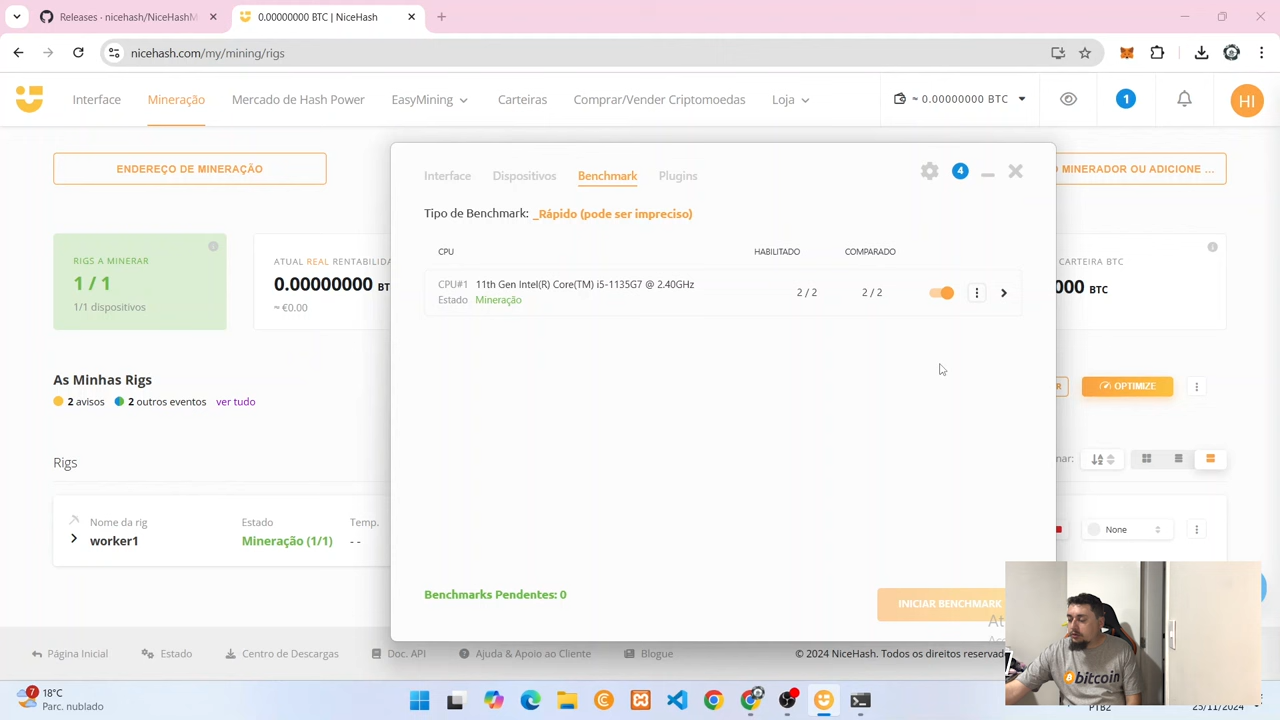 Releases - nicehash/NiceHashM
0.00000000 BTC | NiceHash
nicehash.com/my/mining/rigs
Interface
Mineração
Mercado de Hash Power
EasyMining
Carteiras
Comprar/Vender Criptomoedas
Loja
≈ 0.00000000 BTC
1
HI
ENDEREÇO DE MINERAÇÃO
O MINERADOR OU ADICIONE ...
Interface
Dispositivos
Benchmark
Plugins
4
Tipo de Benchmark: _Rápido (pode ser impreciso)
CPU
HABILITADO
COMPARADO
CPU#1 11th Gen Intel(R) Core(TM) i5-1135G7 @ 2.40GHz
Estado Mineração
2 / 2
2 / 2
Benchmarks Pendentes: 0
INICIAR BENCHMARK
RIGS A MINERAR
1 / 1
1/1 dispositivos
ATUAL REAL RENTABILIDA
0.00000000 BT
≈ €0.00
CARTEIRA BTC
000 BTC
As Minhas Rigs
2 avisos
2 outros eventos
ver tudo
R
OPTIMIZE
Rigs
nar:
Nome da rig
worker1
Estado
Mineração (1/1)
Temp.
- -
None
At
Página Inicial
Estado
Centro de Descargas
Doc. API
Ajuda & Apoio ao Cliente
Blogue
© 2024 NiceHash. Todos os direitos reservad
bitcoin
7
18°C
Parc. nublado
PTB2
25/11/2024